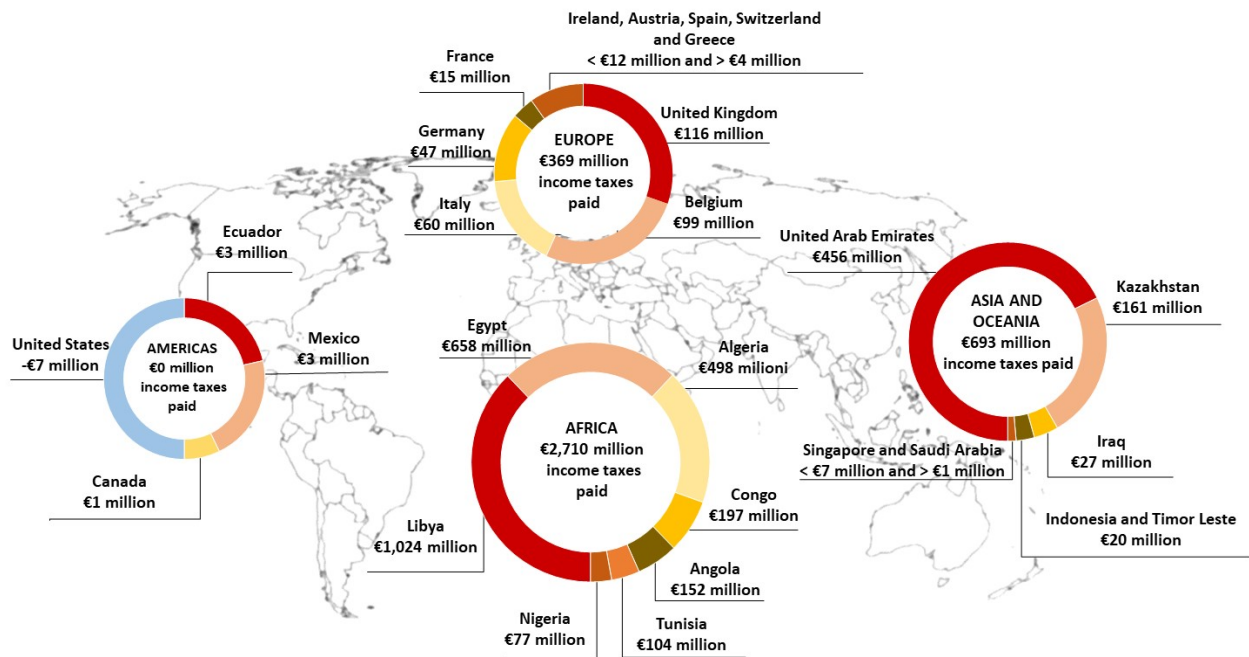 Ireland, Austria, Spain, Switzerland
and Greece
< €12 million and > €4 million
France
€15 million
Germany
€47 million
Italy
€60 million
EUROPE
€369 million
income taxes
paid
United Kingdom
€116 million
Belgium
€99 million
Ecuador
€3 million
United States
-€7 million
AMERICAS
€0 million
income taxes
paid
Mexico
€3 million
Canada
€1 million
Egypt
€658 million
Algeria
€498 milioni
AFRICA
€2,710 million
income taxes
paid
Libya
€1,024 million
Congo
€197 million
Angola
€152 million
Nigeria
€77 million
Tunisia
€104 million
United Arab Emirates
€456 million
ASIA AND
OCEANIA
€693 million
income taxes paid
Kazakhstan
€161 million
Singapore and Saudi Arabia
< €7 million and > €1 million
Iraq
€27 million
Indonesia and Timor Leste
€20 million